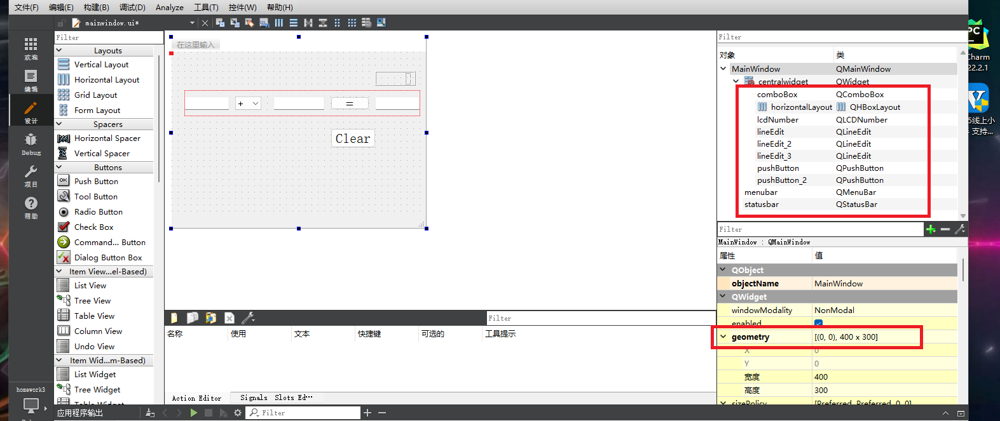 文件(F) 编辑(E) 构建(B) 调试(D) Analyze 工具(T) 控件(W) 帮助(H)
mainwindow.ui*
欢迎
编辑
设计
Debug
项目
帮助
homework3
Filter
Layouts
Vertical Layout
Horizontal Layout
Grid Layout
Form Layout
Spacers
Horizontal Spacer
Vertical Spacer
Buttons
OK
Push Button
Tool Button
Radio Button
Check Box
Command... Button
Dialog Button Box
Item View...el-Based)
List View
Tree View
Table View
Column View
Undo View
Item Wid...m-Based)
List Widget
Tree Widget
Table Widget
在这里输入
0
+ =
Clear
Filter
名称 使用 文本 快捷键 可选的 工具提示
Action Editor Signals Slots Ed…
Filter
对象 类
MainWindow QMainWindow
centralwidget QWidget
comboBox QComboBox
horizontalLayout QHBoxLayout
lcdNumber QLCDNumber
lineEdit QLineEdit
lineEdit_2 QLineEdit
lineEdit_3 QLineEdit
pushButton QPushButton
pushButton_2 QPushButton
menubar QMenuBar
statusbar QStatusBar
Filter
MainWindow : QMainWindow
属性 值
QObject
objectName MainWindow
QWidget
windowModality NonModal
enabled
geometry [(0, 0), 400 x 300]
X 0
Y 0
宽度 400
高度 300
sizePolicy [Preferred, Preferred, 0, 0]
应用程序输出 Filter
PC
Charm
22.2.1
5线上小
支持...